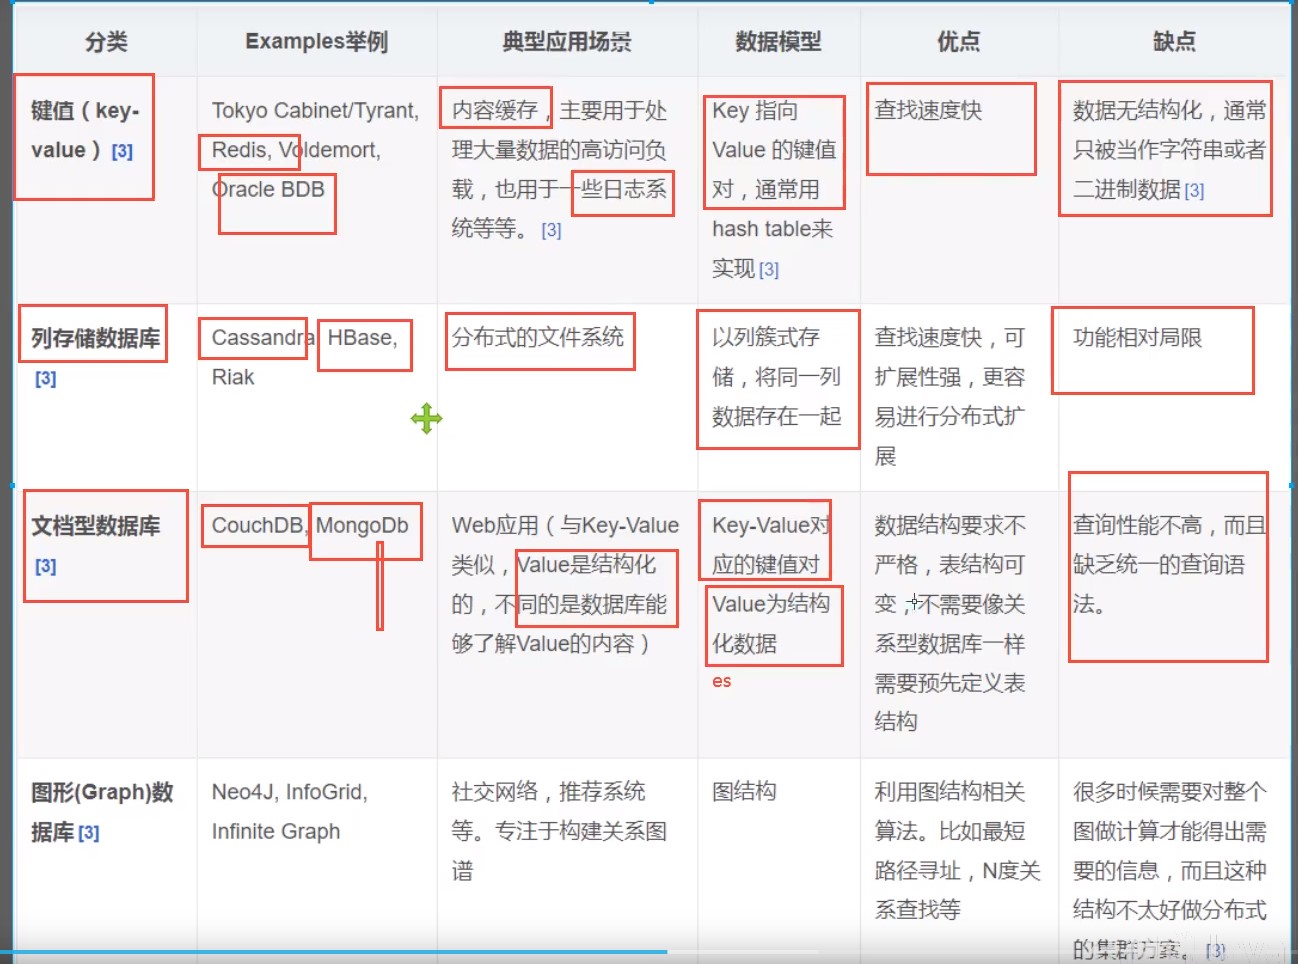 分类 Examples举例 典型应用场景 数据模型 优点 缺点
键值（key-
value）[3]
Tokyo Cabinet/Tyrant,
Redis, Voldemort,
Oracle BDB
内容缓存，主要用于处
理大量数据的高访问负
载，也用于一些日志系
统等等。 [3]
Key 指向
Value 的键值
对，通常用
hash table来
实现 [3]
查找速度快
数据无结构化，通常
只被当作字符串或者
二进制数据 [3]
列存储数据库
[3]
Cassandra HBase,
Riak
分布式的文件系统
以列簇式存
储，将同一列
数据存在一起
查找速度快，可
扩展性强，更容
易进行分布式扩
展
功能相对局限
文档型数据库
[3]
CouchDB, MongoDb
Web应用（与Key-Value
类似，Value是结构化
的，不同的是数据库能
够了解Value的内容）
Key-Value对
应的键值对
Value为结构
化数据
es
数据结构要求不
严格，表结构可
变，不需要像关
系型数据库一样
需要预先定义表
结构
查询性能不高，而且
缺乏统一的查询语
法。
图形(Graph)数
据库 [3]
Neo4J, InfoGrid,
Infinite Graph
社交网络，推荐系统
等。专注于构建关系图
谱
图结构
利用图结构相关
算法。比如最短
路径寻址，N度关
系查找等
很多时候需要对整个
图做计算才能得出需
要的信息，而且这种
结构不太好做分布式
的集群方案。 [3]